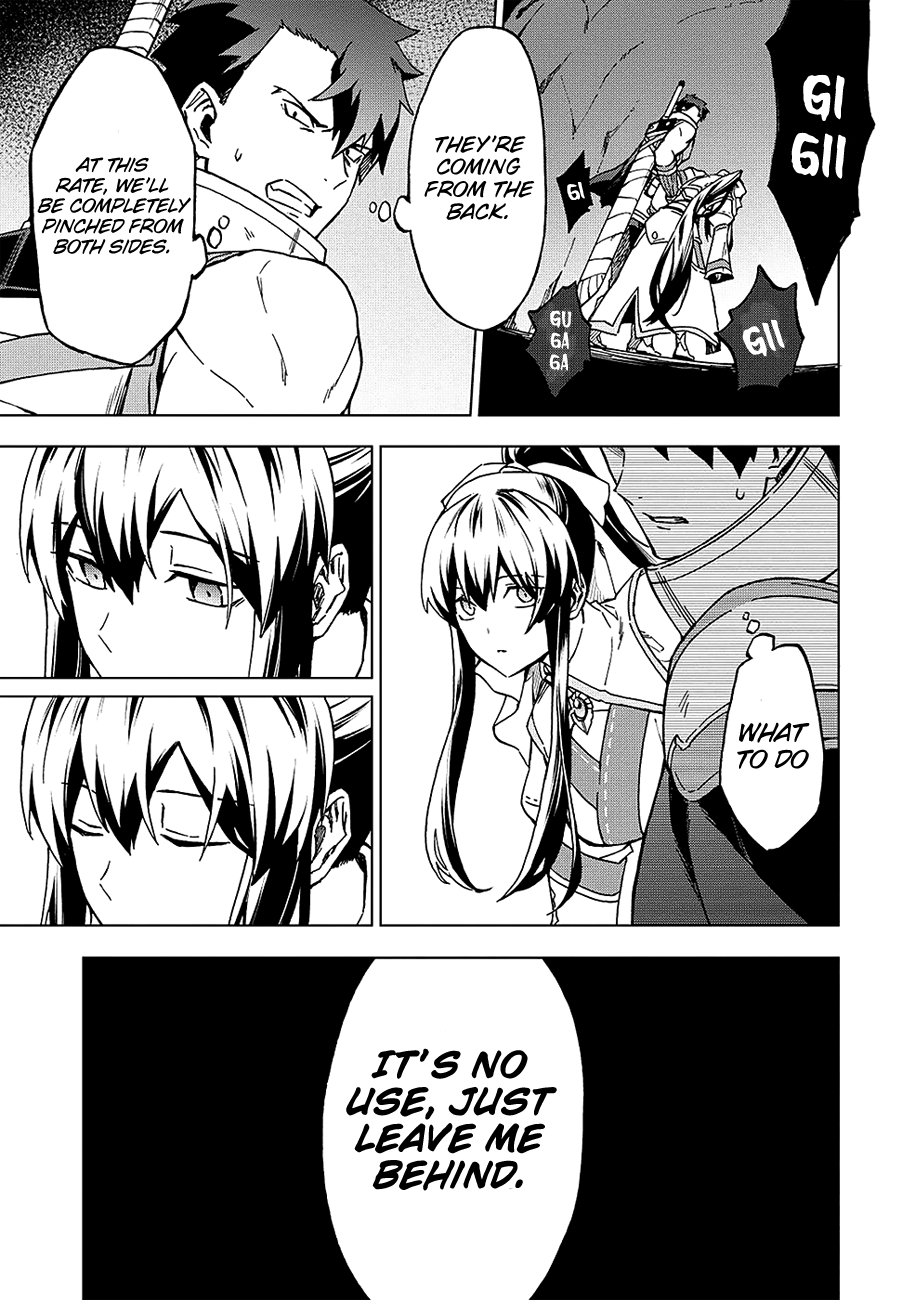 GI
GII
GI
GU
GA
GA
GII
THEY'RE
COMING
FROM THE
BACK.
AT THIS
RATE, WE'LL
BE COMPLETELY
PINCHED FROM
BOTH SIDES.
WHAT
TO DO
IT'S NO
USE, JUST
LEAVE ME
BEHIND.